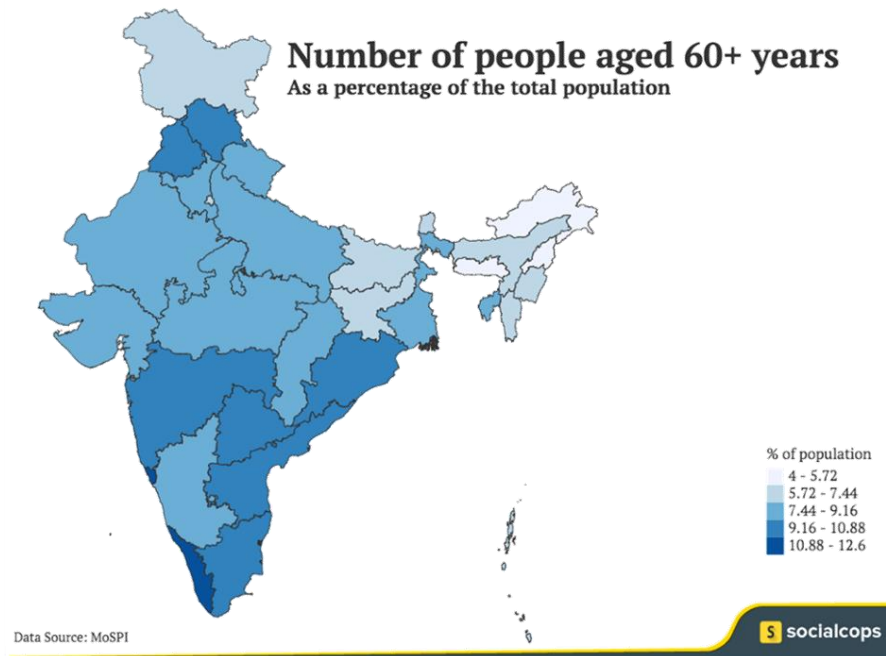 Number of people aged 60+ years
As a percentage of the total population
% of population
4 - 5.72
5.72 - 7.44
7.44 - 9.16
9.16 - 10.88
10.88 - 12.6
Data Source: MoSPI
S socialcops